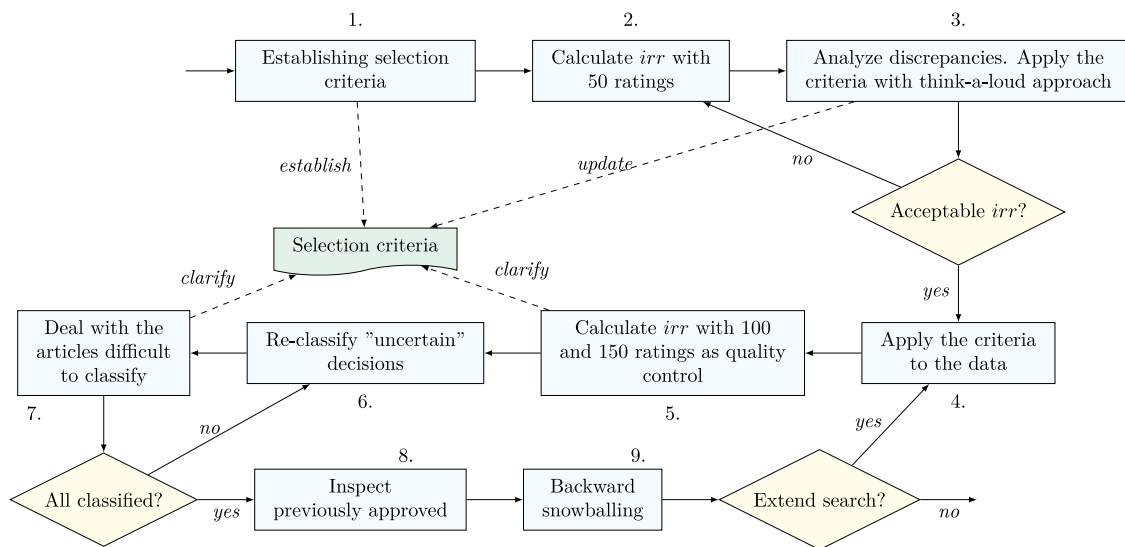 1.
2.
3.
Establishing selection
criteria
Calculate irr with
50 ratings
Analyze discrepancies. Apply the
criteria with think-a-loud approach
establish
update
no
Acceptable irr?
Selection criteria
clarify
clarify
yes
Deal with the
articles difficult
to classify
Re-classify ”uncertain”
decisions
Calculate irr with 100
and 150 ratings as quality
control
Apply the criteria
to the data
7.
6.
5.
4.
no
yes
8.
9.
All classified?
yes
Inspect
previously approved
Backward
snowballing
Extend search?
no